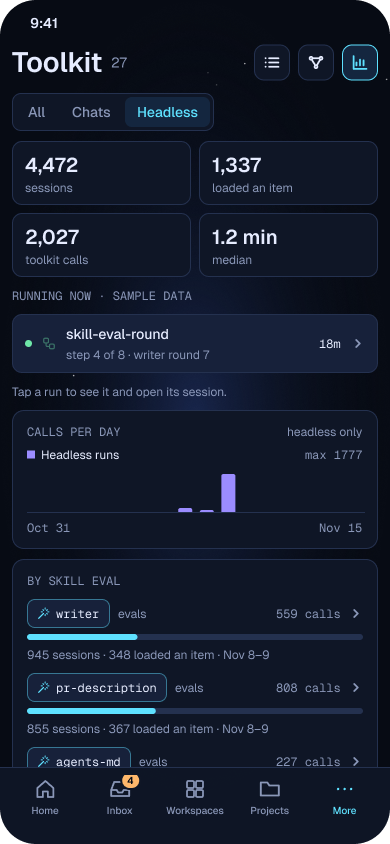 9:41
Toolkit 27
All Chats Headless
4,472 1,337
sessions loaded an item
2,027 1.2 min
toolkit calls median
RUNNING NOW · SAMPLE DATA
skill-eval-round
step 4 of 8 · writer round 7
18m
Tap a run to see it and open its session.
CALLS PER DAY headless only
Headless runs max 1777
Oct 31 Nov 15
BY SKILL EVAL
writer evals 559 calls
945 sessions · 348 loaded an item · Nov 8–9
pr-description evals 808 calls
855 sessions · 367 loaded an item · Nov 8–9
agents-md evals 227 calls
4
Home Inbox Workspaces Projects More